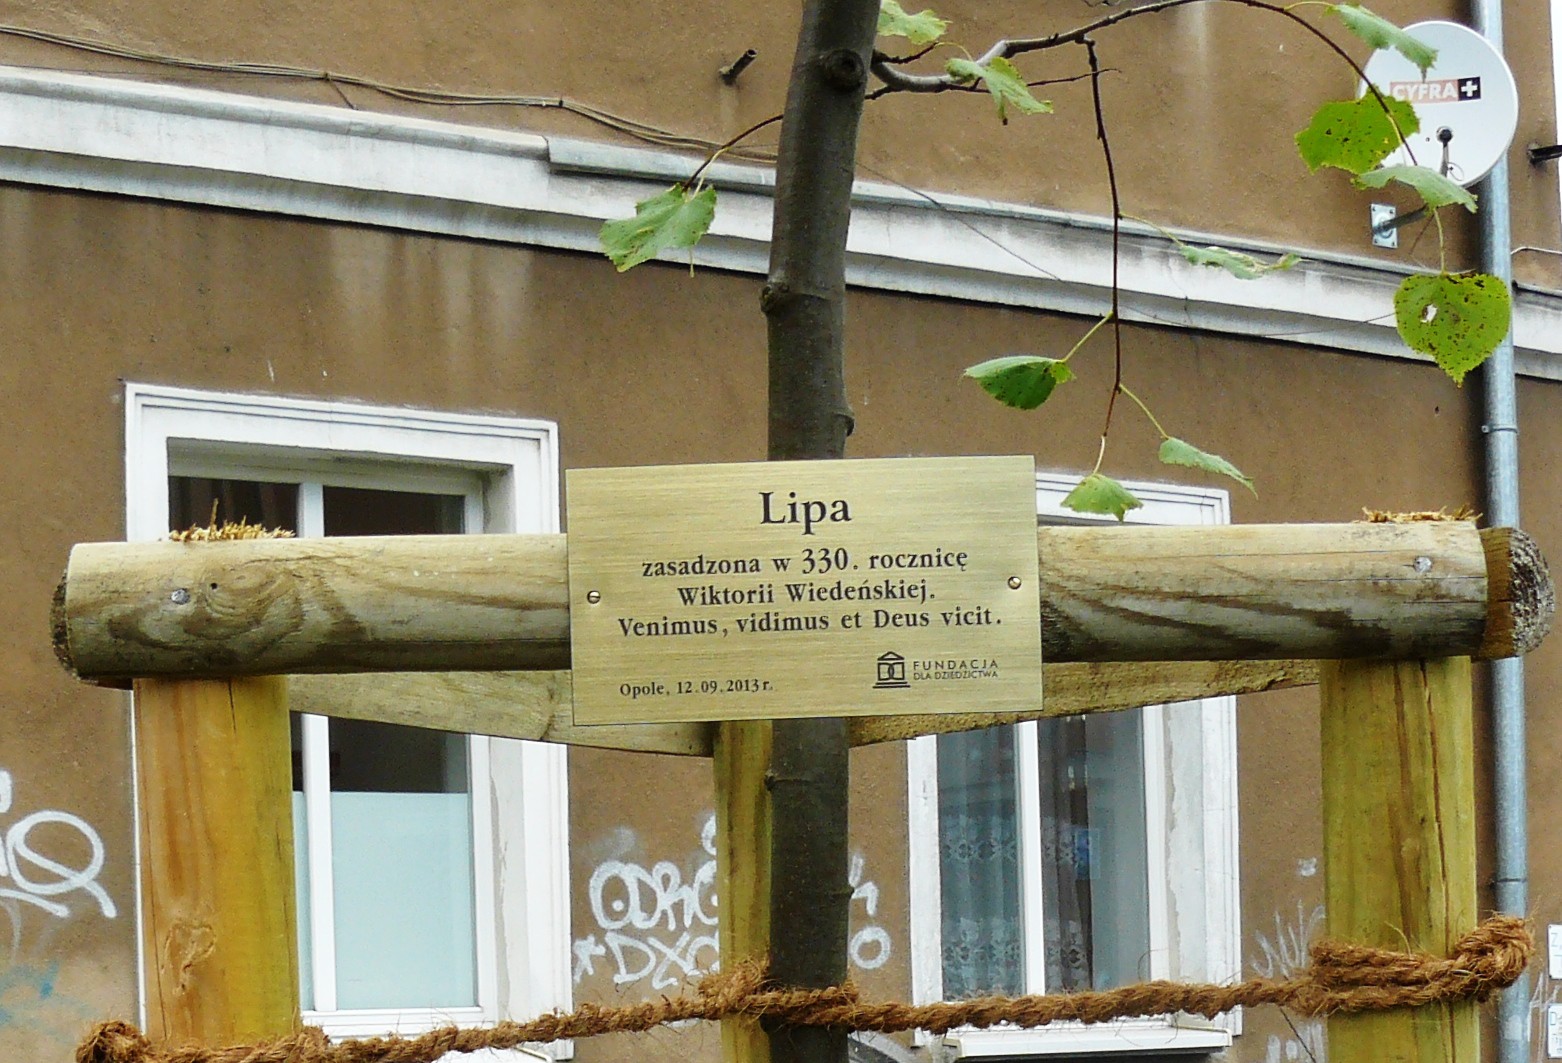 CYFRA+
Lipa
zasadzona w 330. rocznicę
Wiktorii Wiedeńskiej.
Venimus, vidimus et Deus vicit.
FUNDACJA
DLA DZIEDZICTWA
Opole, 12.09.2013 r.